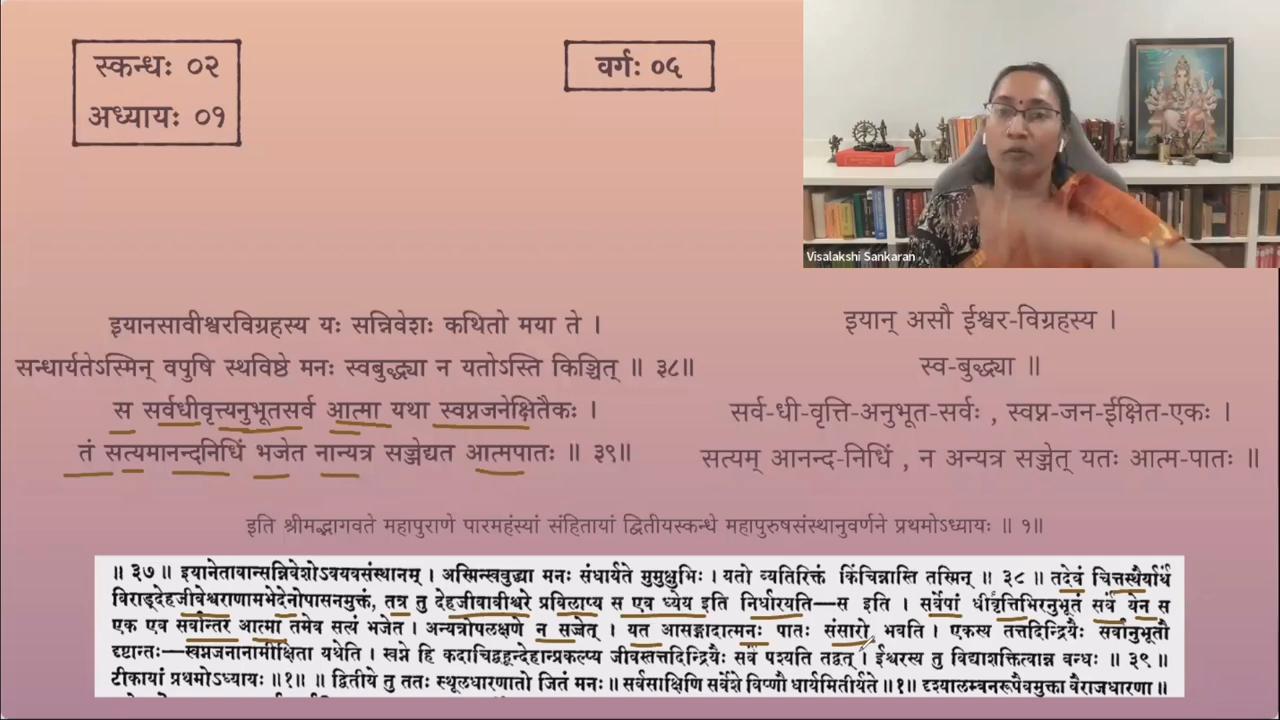 स्कन्धः ०२
अध्यायः ०१
वर्गः ०५
Visalakshi Sankaran
इयानसावीश्वरविग्रहस्य यः सन्निवेशः कथितो मया ते ।
सन्धार्यतेऽस्मिन् वपुषि स्थविष्ठे मनः स्वबुद्ध्या न यतोऽस्ति किञ्चित् ॥ ३८॥
स सर्वधीवृत्त्यनुभूतसर्व आत्मा यथा स्वप्नजनेक्षितैकः ।
तं सत्यमानन्दनिधिं भजेत नान्यत्र सज्जेद्यत आत्मपातः ॥ ३९॥
इयान् असौ ईश्वर-विग्रहस्य ।
स्व-बुद्ध्या ॥
सर्व-धी-वृत्ति-अनुभूत-सर्वः , स्वप्न-जन-ईक्षित-एकः ।
सत्यम् आनन्द-निधिं , न अन्यत्र सज्जेत् यतः आत्म-पातः ॥
इति श्रीमद्भागवते महापुराणे पारमहंस्यां संहितायां द्वितीयस्कन्धे महापुरुषसंस्थानुवर्णने प्रथमोऽध्यायः ॥ १॥
॥ ३७ ॥ इयानेतावान्सन्निवेशोऽवयवसंस्थानम् । अस्मिन्स्वबुद्ध्या मनः संधार्यते मुमुक्षुभिः । यतो व्यतिरिक्तं किंचिन्नास्ति तस्मिन् ॥ ३८ ॥ तदेवं चित्तस्थैर्यार्थं
विराड्देहजीवेश्वराणामभेदेनोपासनमुक्तं, तत्र तु देहजीवावीश्वरे प्रविलाप्य स एव ध्येय इति निर्धारयति—स इति । सर्वेषां धीवृत्तिभिरनुभूतं सर्वं येन स
एक एव सर्वान्तर आत्मा तमेव सत्यं भजेत । अन्यत्रोपलक्षणे न सज्जेत् । यत आसङ्गादात्मनः पातः संसारो भवति । एकस्य तत्तदिन्द्रियैः सर्वानुभूतौ
दृष्टान्तः—स्वप्नजनानामीक्षिता यथेति । स्वप्ने हि कदाचिद्बहून्देहान्प्रकल्प्य जीवस्तत्तदिन्द्रियैः सर्वं पश्यति तद्वत् । ईश्वरस्य तु विद्याशक्तित्वान्न बन्धः ॥ ३९ ॥
टीकायां प्रथमोऽध्यायः ॥१॥ ॥ द्वितीये तु ततः स्थूलधारणातो जितं मनः ॥ सर्वसाक्षिणि सर्वेशे विष्णौ धार्यमितीर्यते ॥१॥ दृश्यालम्बनरूपैवमुक्ता वैराजधारणा ॥